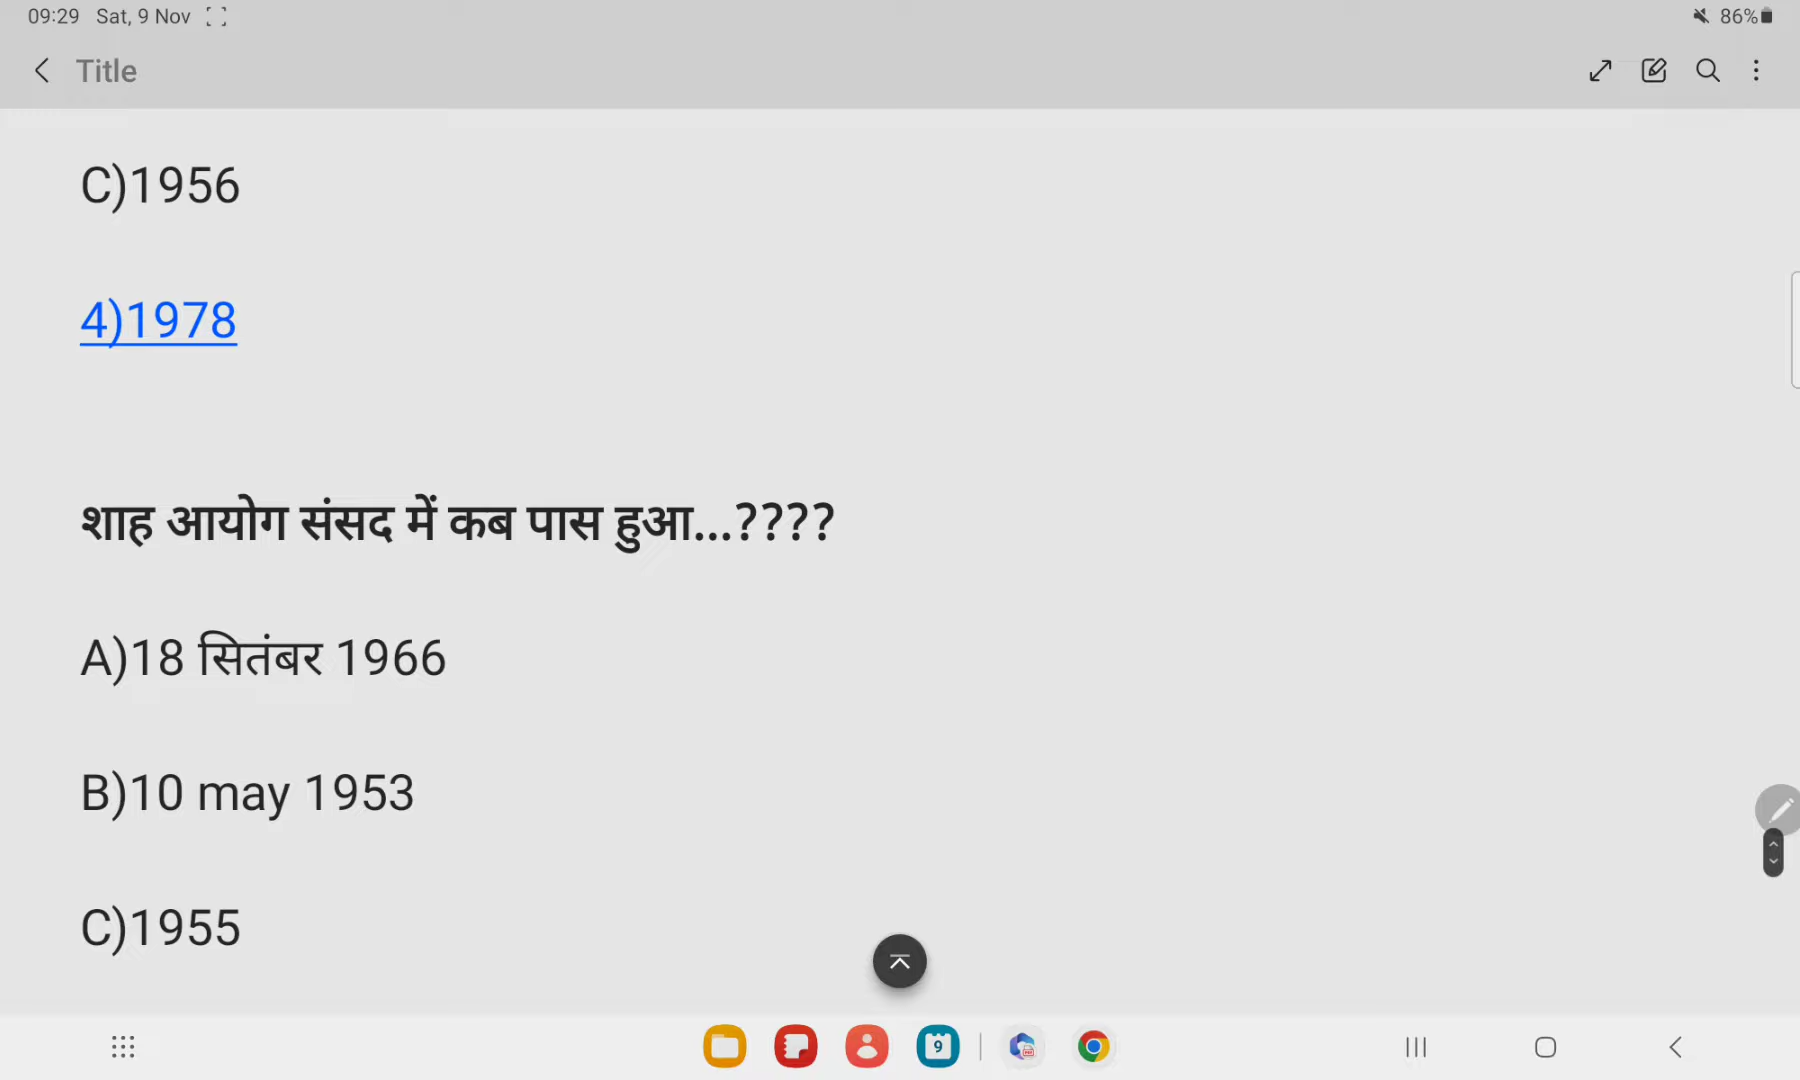 09:29 Sat, 9 Nov 86%
Title
C)1956
4)1978
शाह आयोग संसद में कब पास हुआ...????
A)18 सितंबर 1966
B)10 may 1953
C)1955
9